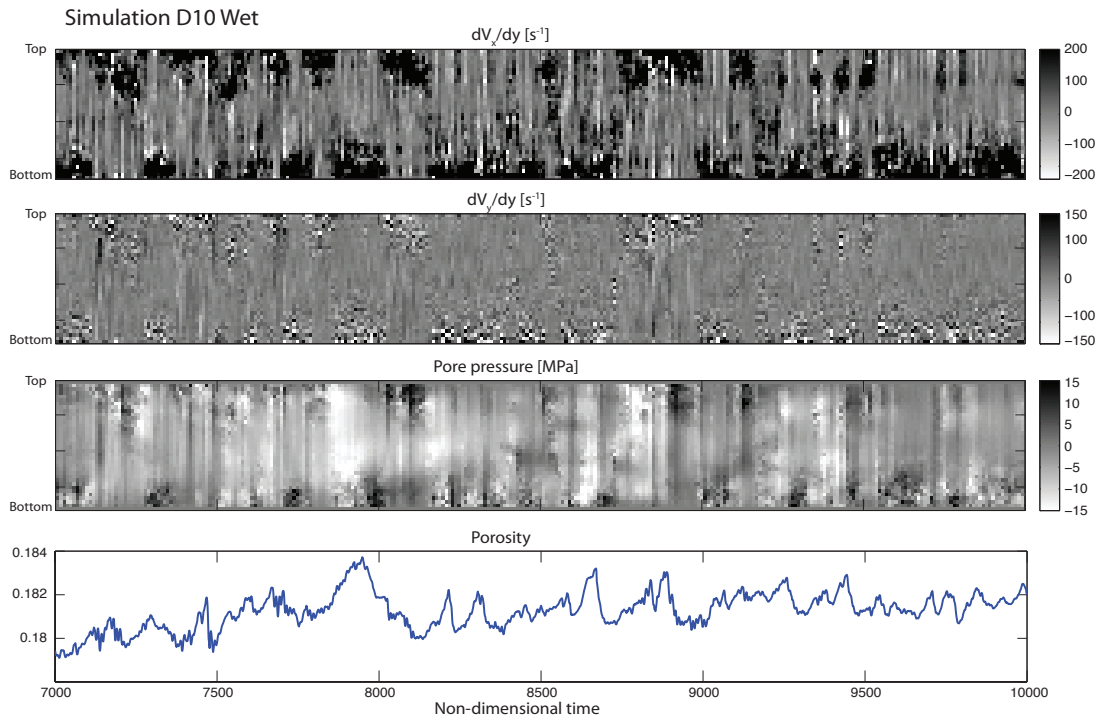 Simulation D10 Wet
dVx/dy [s-1]
Top
Bottom
200
100
0
−100
−200
dVy/dy [s-1]
Top
Bottom
150
100
0
−100
−150
Pore pressure [MPa]
Top
Bottom
15
10
5
0
−5
−10
−15
Porosity
0.184
0.182
0.18
7000 7500 8000 8500 9000 9500 10000
Non-dimensional time